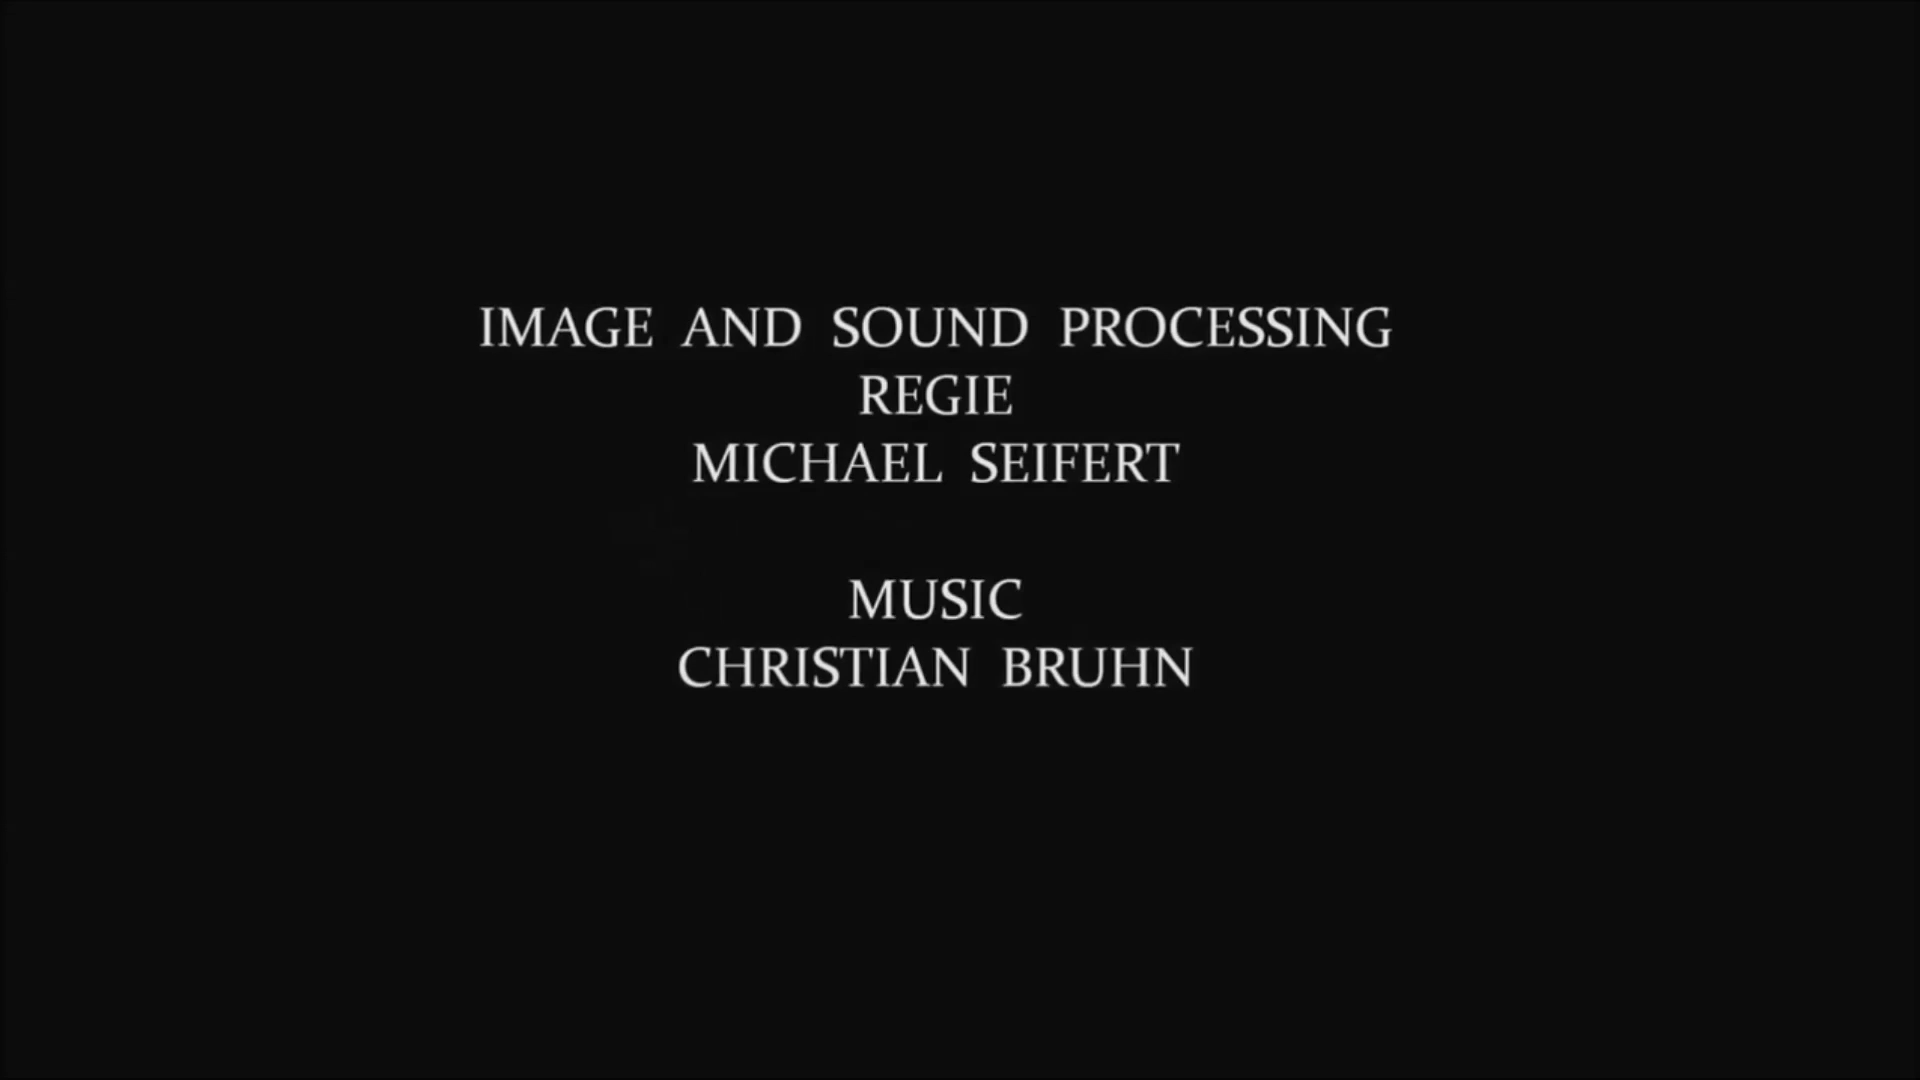 IMAGE AND SOUND PROCESSING
REGIE
MICHAEL SEIFERT
MUSIC
CHRISTIAN BRUHN